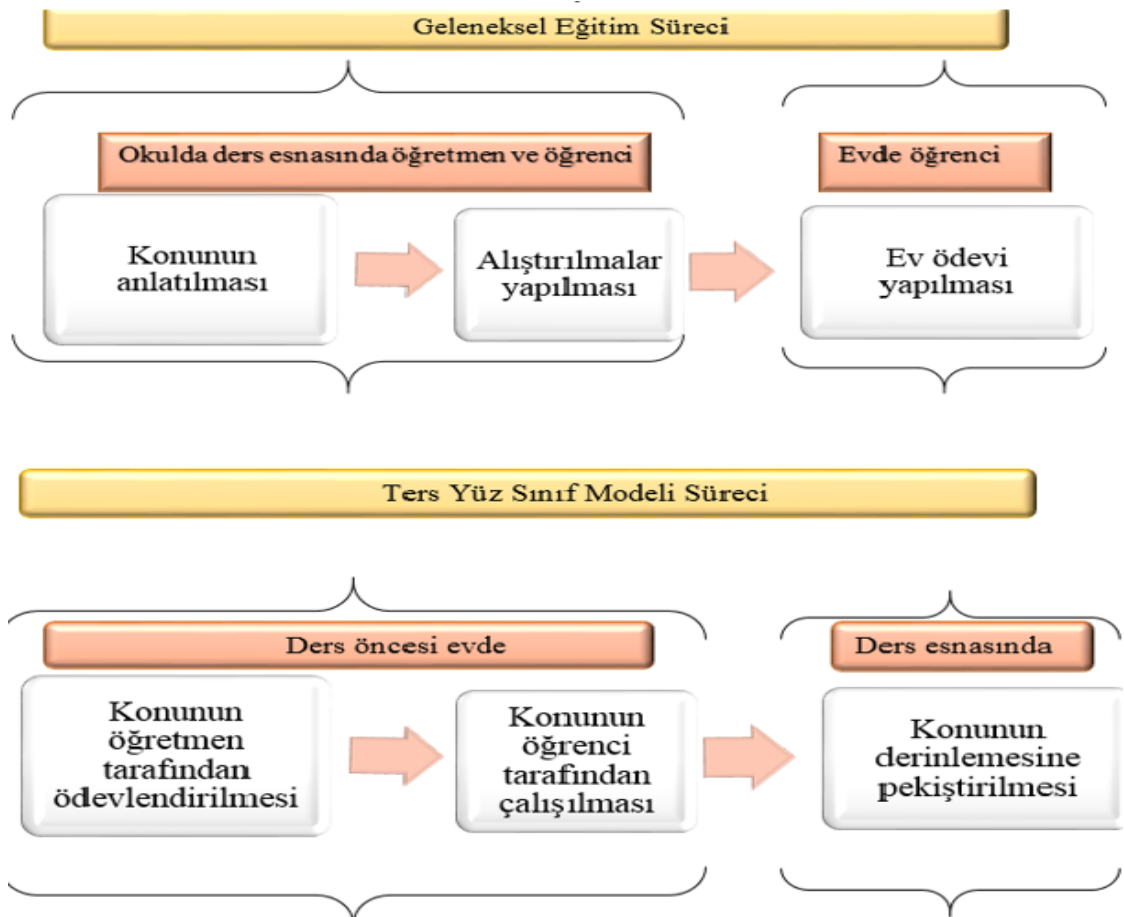 Geleneksel Eğitim Süreci
Okulda ders esnasında öğretmen ve öğrenci
Evde öğrenci
Konunun
anlatılması
Alıştırılmalar
yapılması
Ev ödevi
yapılması
Ters Yüz Sınıf Modeli Süreci
Ders öncesi evde
Ders esnasında
Konunun
öğretmen
tarafından
ödevlendirilmesi
Konunun
öğrenci
tarafından
çalışılması
Konunun
derinlemesine
pekiştirilmesi